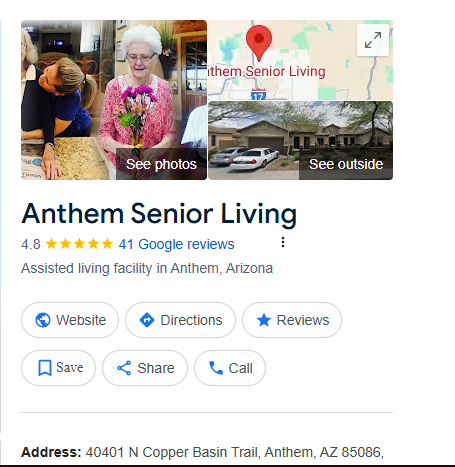 them Senior Living
17
See photos
See outside
Anthem Senior Living
4.8 41 Google reviews
Assisted living facility in Anthem, Arizona
Website Directions Reviews
Save Share Call
Address: 40401 N Copper Basin Trail, Anthem, AZ 85086,